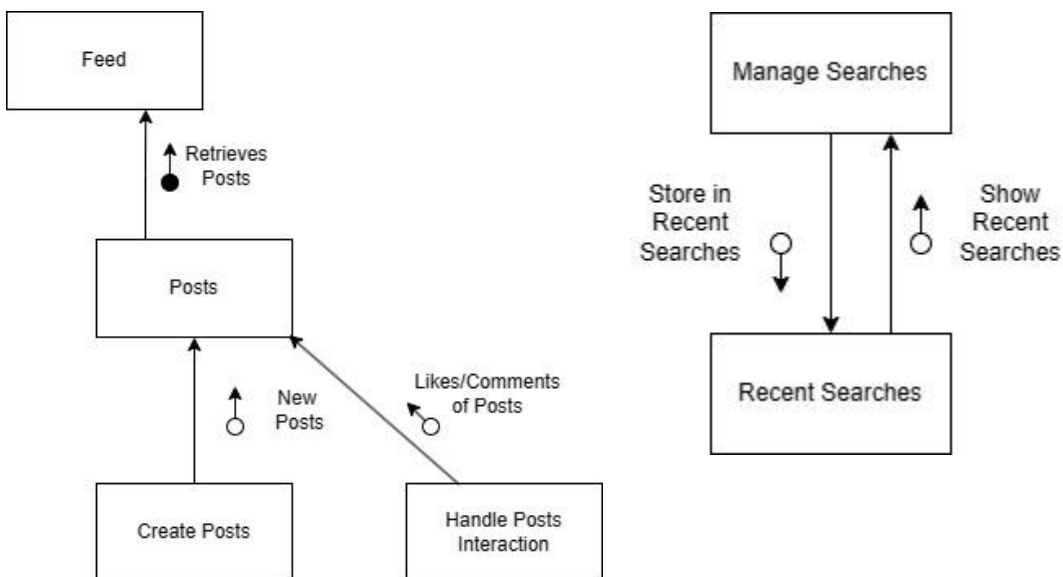 Feed
Retrieves
Posts
Posts
New
Posts
Likes/Comments
of Posts
Create Posts
Handle Posts
Interaction
Manage Searches
Store in
Recent
Searches
Show
Recent
Searches
Recent Searches